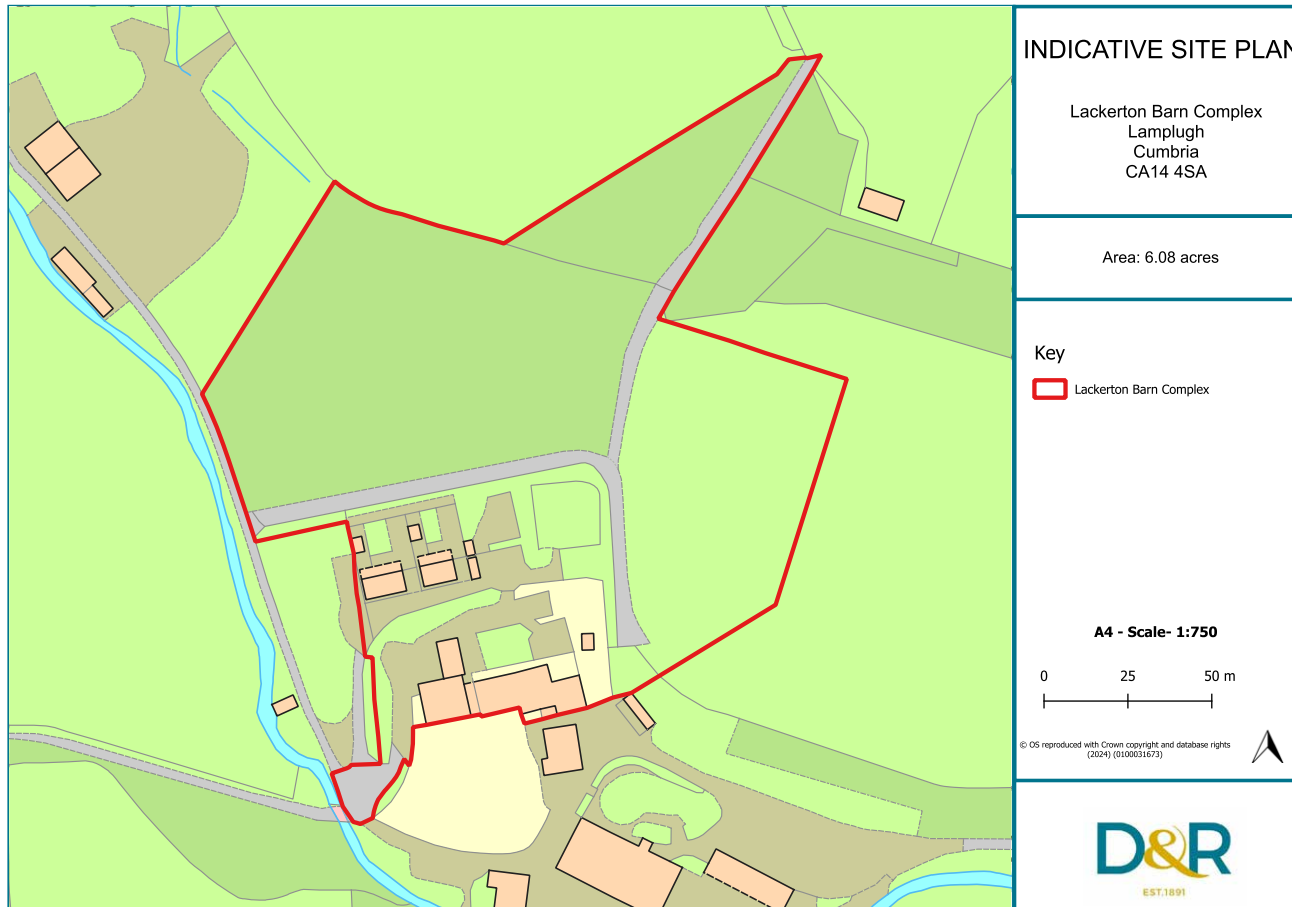 INDICATIVE SITE PLAN
Lackerton Barn Complex
Lamplugh
Cumbria
CA14 4SA
Area: 6.08 acres
Key
Lackerton Barn Complex
A4 - Scale- 1:750
0 25 50 m
© OS reproduced with Crown copyright and database rights
(2024) (0100031673)
D&R
EST.1891